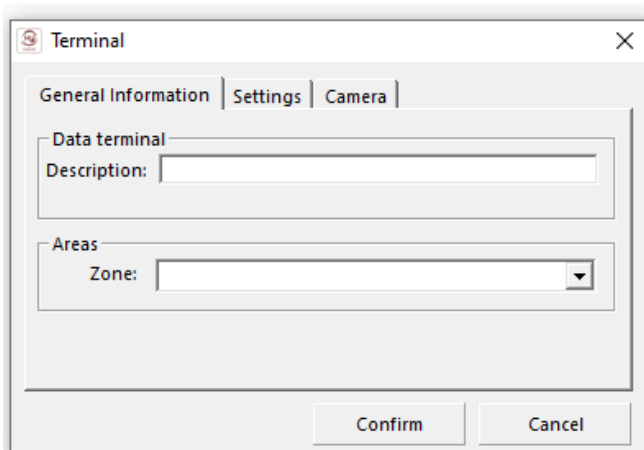 Terminal
General Information Settings Camera
Data terminal
Description:
Areas
Zone:
Confirm Cancel